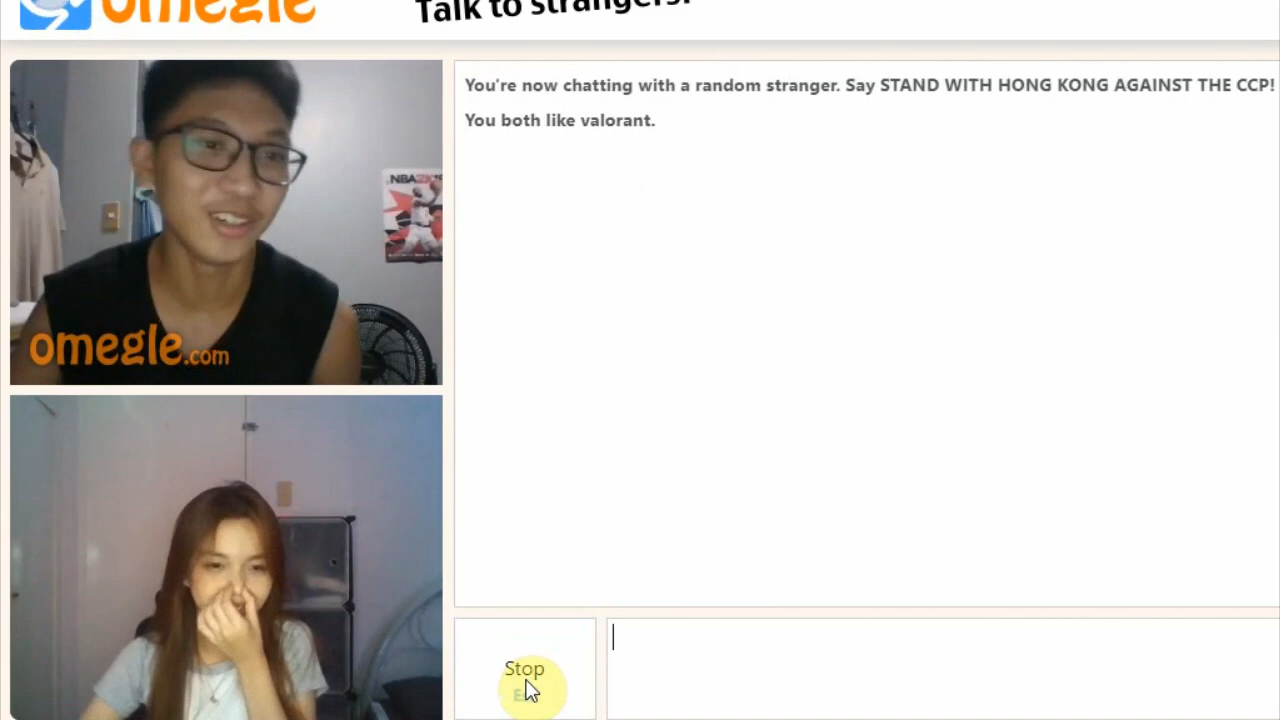 omegle
Talk to strangers!
You're now chatting with a random stranger. Say STAND WITH HONG KONG AGAINST THE CCP!
You both like valorant.
NBA2K
omegle.com
Stop